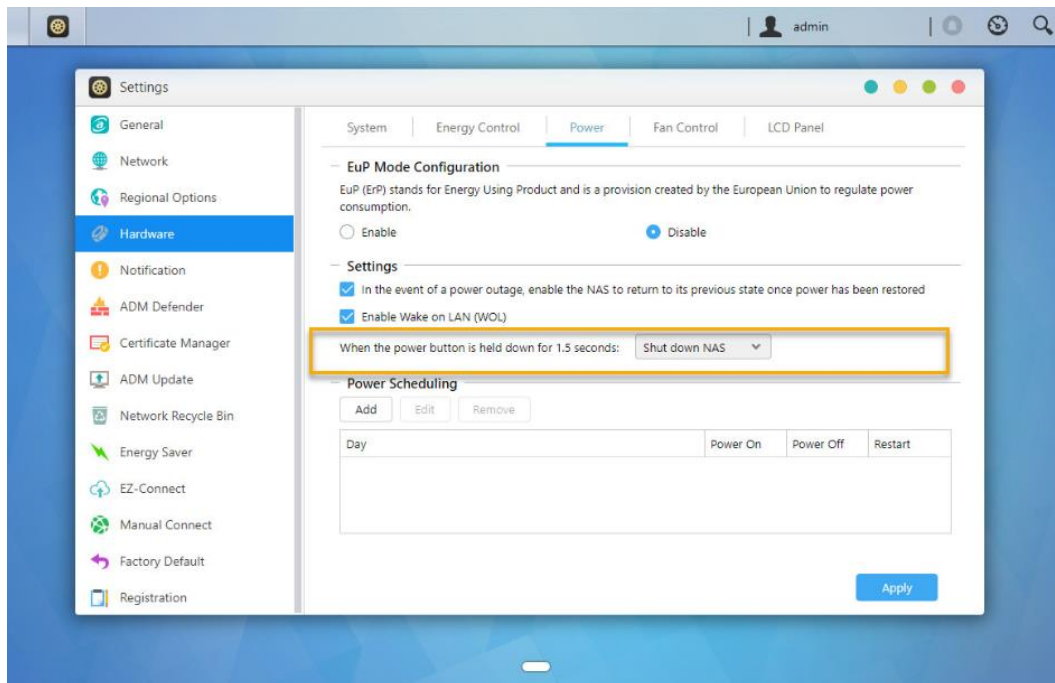 admin
Settings
General
Network
Regional Options
Hardware
Notification
ADM Defender
Certificate Manager
ADM Update
Network Recycle Bin
Energy Saver
EZ-Connect
Manual Connect
Factory Default
Registration
System Energy Control Power Fan Control LCD Panel
EuP Mode Configuration
EuP (ErP) stands for Energy Using Product and is a provision created by the European Union to regulate power
consumption.
Enable Disable
Settings
In the event of a power outage, enable the NAS to return to its previous state once power has been restored
Enable Wake on LAN (WOL)
When the power button is held down for 1.5 seconds: Shut down NAS
Power Scheduling
Add Edit Remove
Day Power On Power Off Restart
Apply